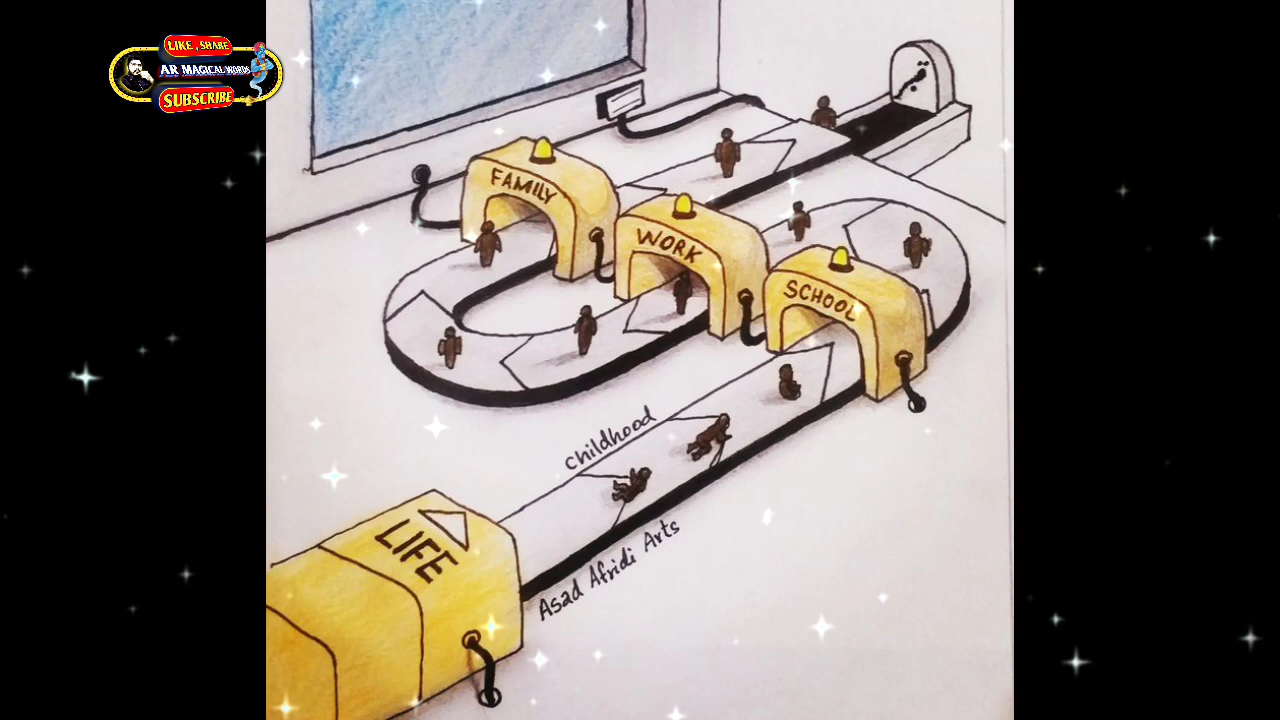 LIKE , SHARE
AR MAGICAL WORDS
SUBSCRIBE
FAMILY
WORK
SCHOOL
childhood
LIFE
Asad Afridi Arts